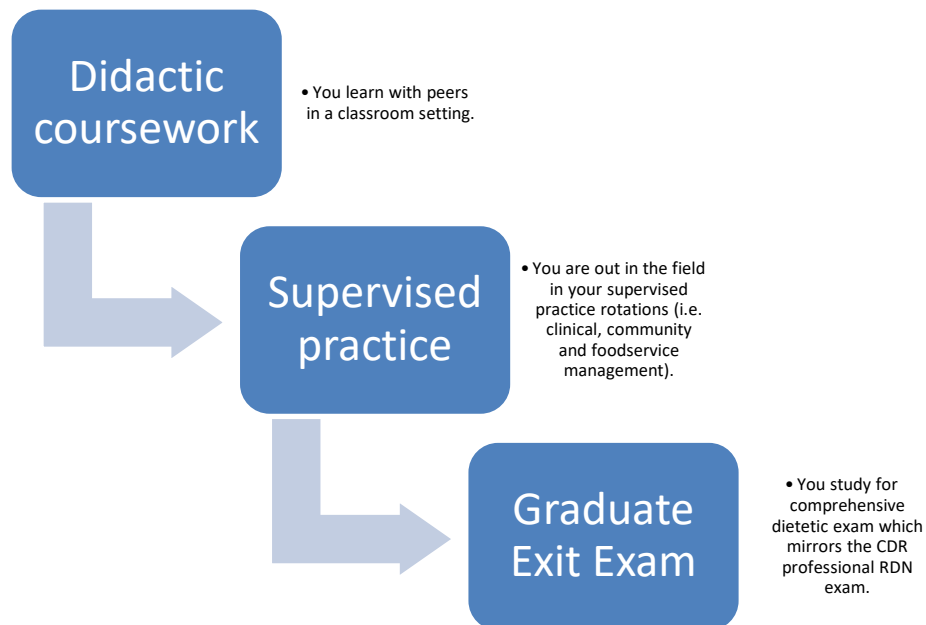 Didactic
coursework
• You learn with peers
in a classroom setting.
Supervised
practice
• You are out in the field
in your supervised
practice rotations (i.e.
clinical, community
and foodservice
management).
Graduate
Exit Exam
• You study for
comprehensive
dietetic exam which
mirrors the CDR
professional RDN
exam.